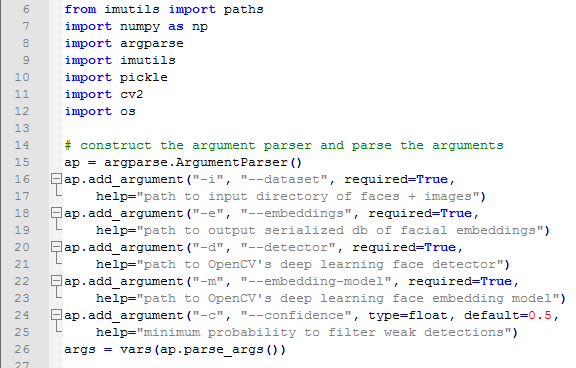 6 from imutils import paths
7 import numpy as np
8 import argparse
9 import imutils
10 import pickle
11 import cv2
12 import os
13
14 # construct the argument parser and parse the arguments
15 ap = argparse.ArgumentParser()
16 ap.add_argument("-i", "--dataset", required=True,
17     help="path to input directory of faces + images")
18 ap.add_argument("-e", "--embeddings", required=True,
19     help="path to output serialized db of facial embeddings")
20 ap.add_argument("-d", "--detector", required=True,
21     help="path to OpenCV's deep learning face detector")
22 ap.add_argument("-m", "--embedding-model", required=True,
23     help="path to OpenCV's deep learning face embedding model")
24 ap.add_argument("-c", "--confidence", type=float, default=0.5,
25     help="minimum probability to filter weak detections")
26 args = vars(ap.parse_args())
27